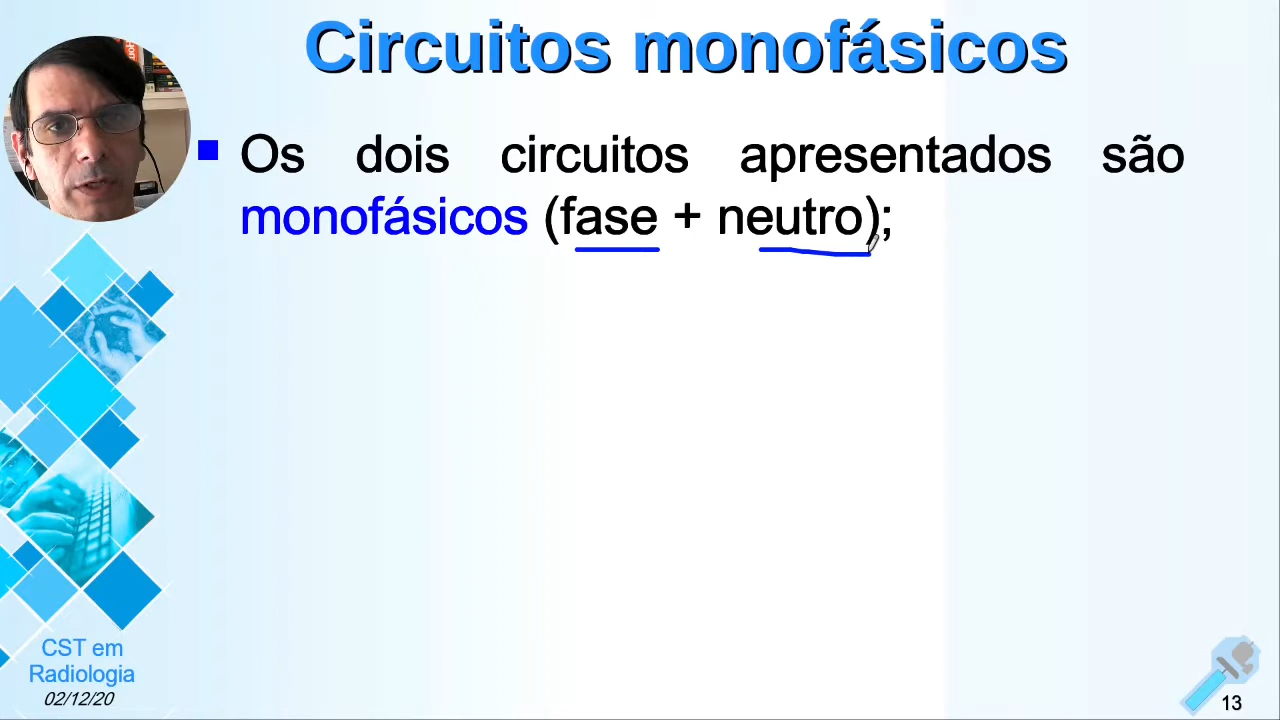 Circuitos monofásicos
Os dois circuitos apresentados são
monofásicos (fase + neutro);
CST em
Radiologia
02/12/20
13